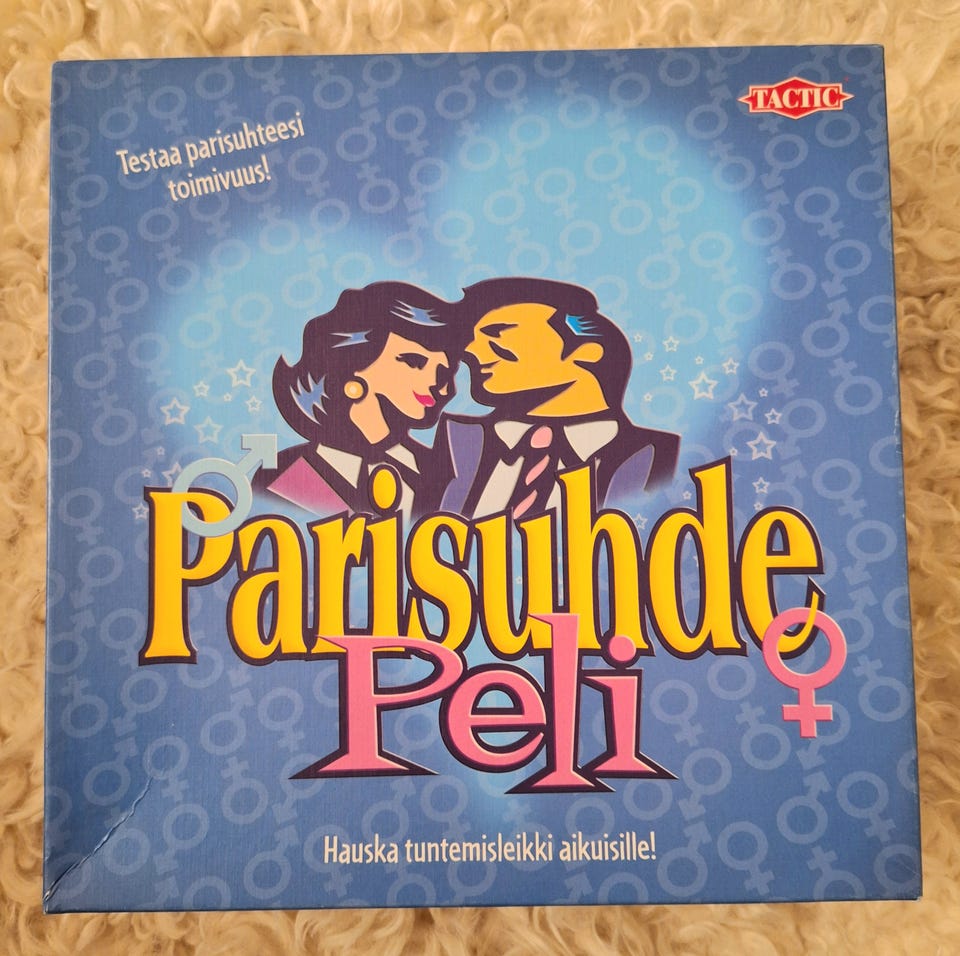 Testaa parisuhteesi
toimivuus!
TACTIC
Parisuhde
Peli
Hauska tuntemisleikki aikuisille!